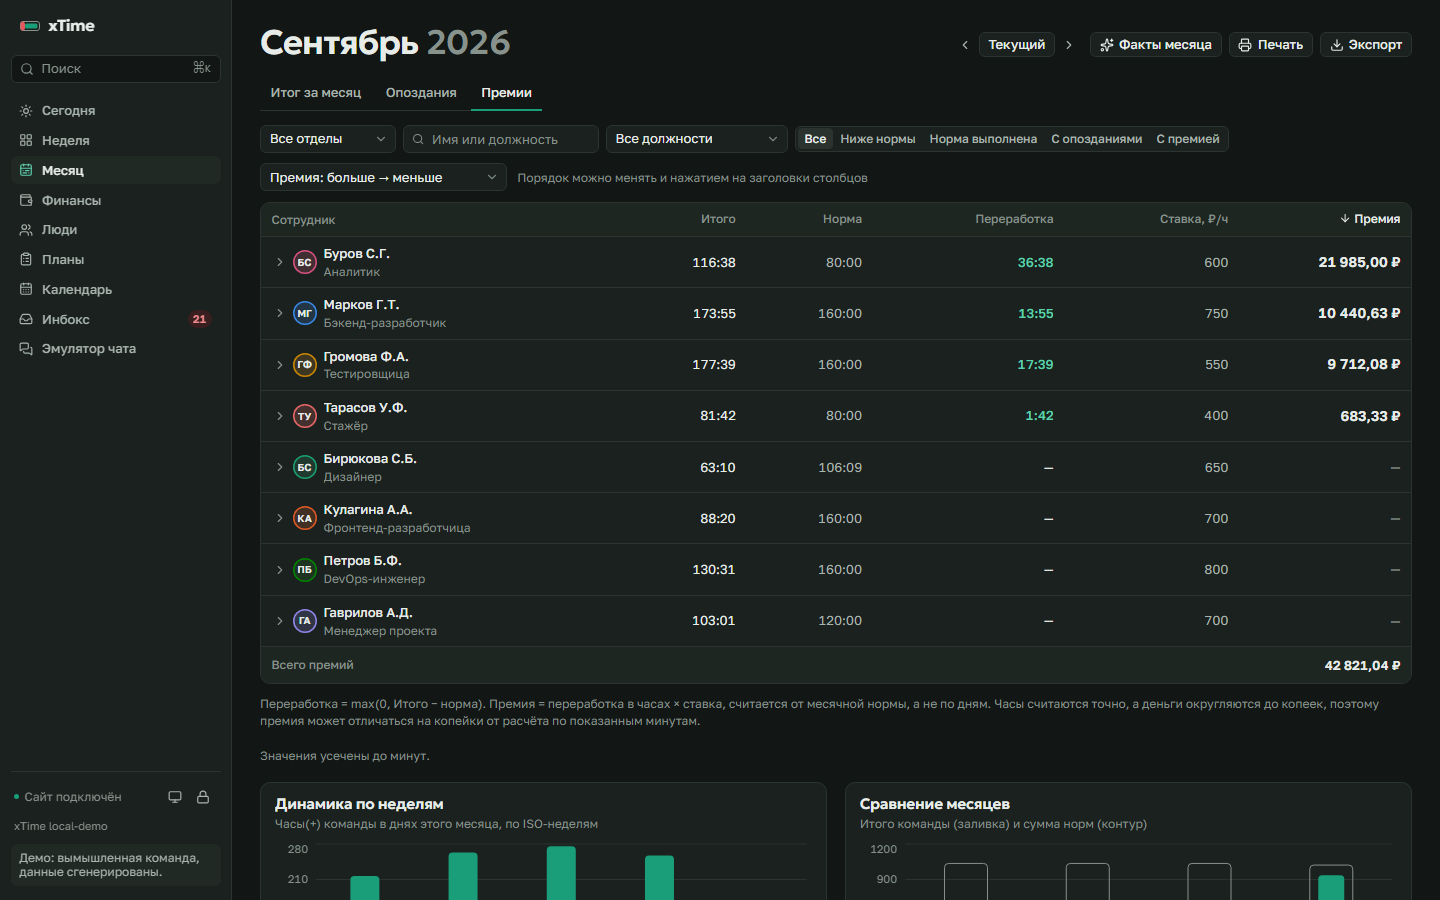 xTime
Поиск ⌘K
Сегодня
Неделя
Месяц
Финансы
Люди
Планы
Календарь
Инбокс 21
Эмулятор чата
Сайт подключён
xTime local-demo
Демо: вымышленная команда,
данные сгенерированы.
Сентябрь 2026
Текущий Факты месяца Печать Экспорт
Итог за месяц Опоздания Премии
Все отделы Имя или должность Все должности Все Ниже нормы Норма выполнена С опозданиями С премией
Премия: больше → меньше Порядок можно менять и нажатием на заголовки столбцов
Сотрудник Итого Норма Переработка Ставка, ₽/ч ↓ Премия
БС Буров С.Г. 116:38 80:00 36:38 600 21 985,00 ₽
Аналитик
МГ Марков Г.Т. 173:55 160:00 13:55 750 10 440,63 ₽
Бэкенд-разработчик
ГФ Громова Ф.А. 177:39 160:00 17:39 550 9 712,08 ₽
Тестировщица
ТУ Тарасов У.Ф. 81:42 80:00 1:42 400 683,33 ₽
Стажёр
БС Бирюкова С.Б. 63:10 106:09 — 650 —
Дизайнер
КА Кулагина А.А. 88:20 160:00 — 700 —
Фронтенд-разработчица
ПБ Петров Б.Ф. 130:31 160:00 — 800 —
DevOps-инженер
ГА Гаврилов А.Д. 103:01 120:00 — 700 —
Менеджер проекта
Всего премий 42 821,04 ₽
Переработка = max(0, Итого − норма). Премия = переработка в часах × ставка, считается от месячной нормы, а не по дням. Часы считаются точно, а деньги округляются до копеек, поэтому
премия может отличаться на копейки от расчёта по показанным минутам.
Значения усечены до минут.
Динамика по неделям
Часы(+) команды в днях этого месяца, по ISO-неделям
280
210
Сравнение месяцев
Итого команды (заливка) и сумма норм (контур)
1200
900